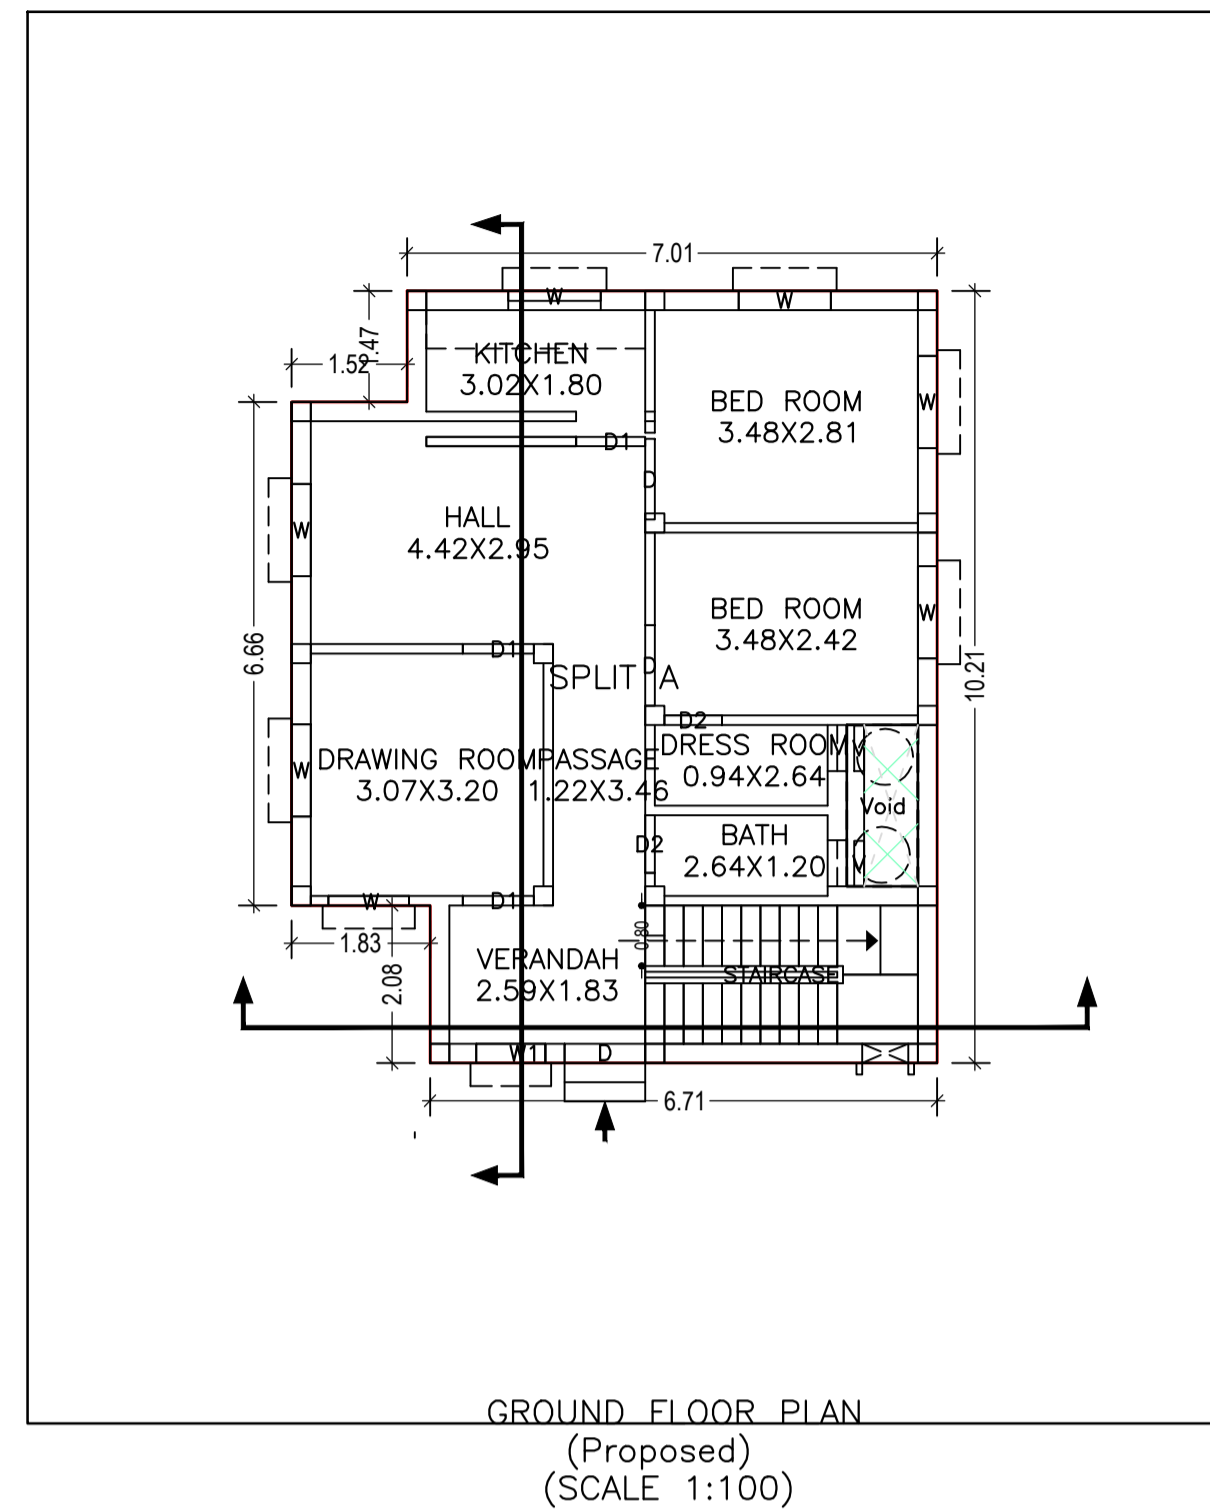 7.01
W
W
1.47
1.52
KITCHEN
3.02X1.80
BED ROOM
3.48X2.81
W
D1
D
HALL
4.42X2.95
W
BED ROOM
3.48X2.42
W
6.66
D1
SPLIT A
D
10.21
D2
DRAWING ROOM
3.07X3.20
PASSAGE
1.22X3.46
DRESS ROOM
0.94X2.64
V
W
Void
BATH
2.64X1.20
D2
W
D1
1.83
0.80
2.08
VERANDAH
2.59X1.83
STAIRCASE
W1
D
6.71
GROUND FLOOR PLAN
(Proposed)
(SCALE 1:100)